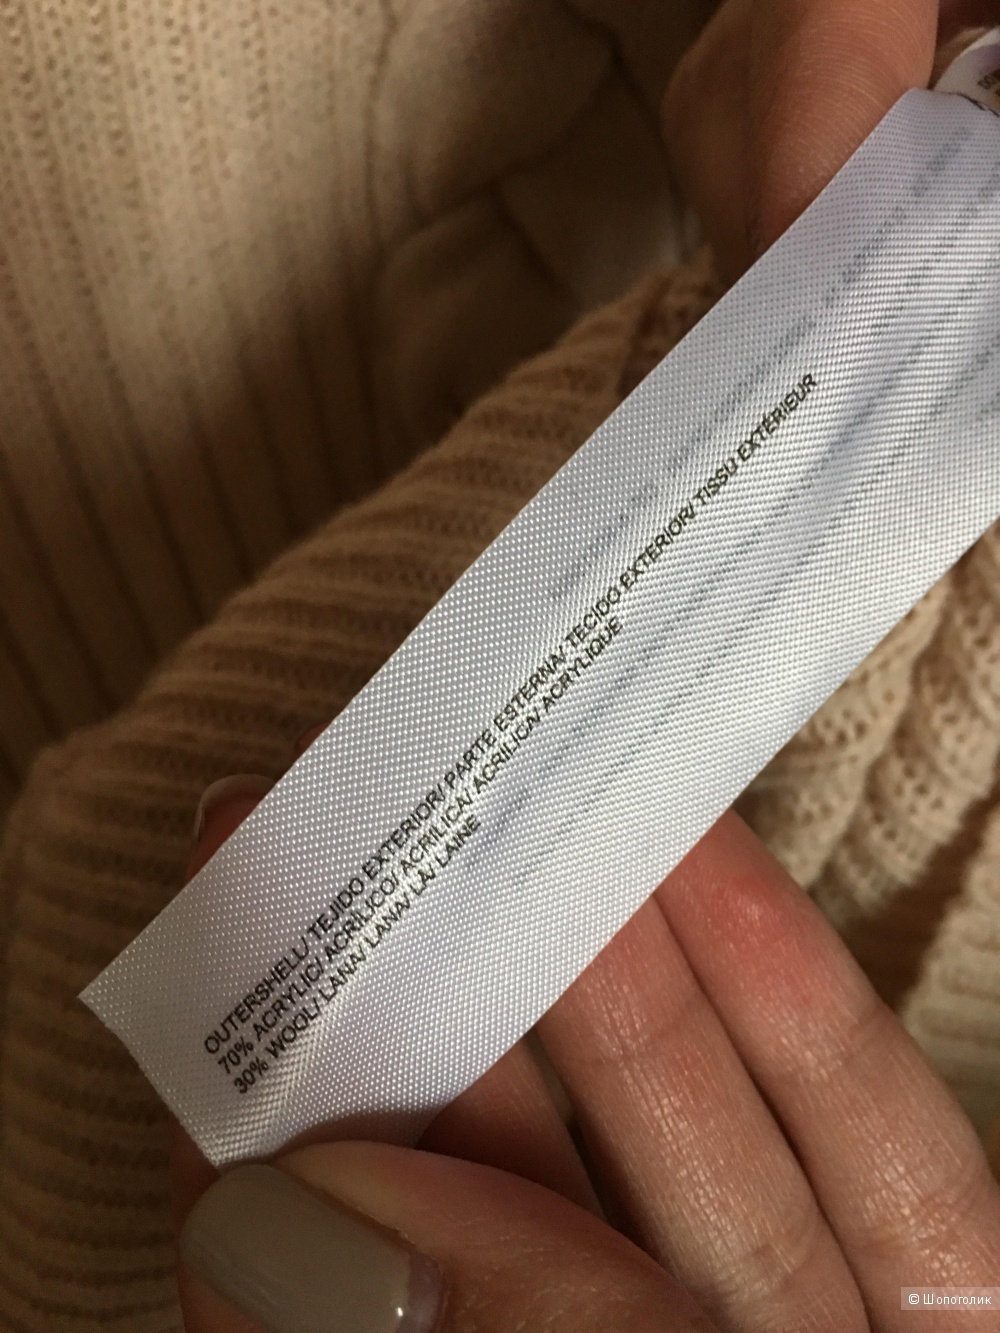 OUTERSHELL/ TEJIDO EXTERIOR/ PARTE ESTERNA/ TECIDO EXTERIOR/ TISSU EXTÉRIEUR
70% ACRYLIC/ ACRÍLICO/ ACRILICA/ ACRÍLICA/ ACRYLIQUE
30% WOOL/ LANA/ LANA/ LÃ/ LAINE
© Шопоголик